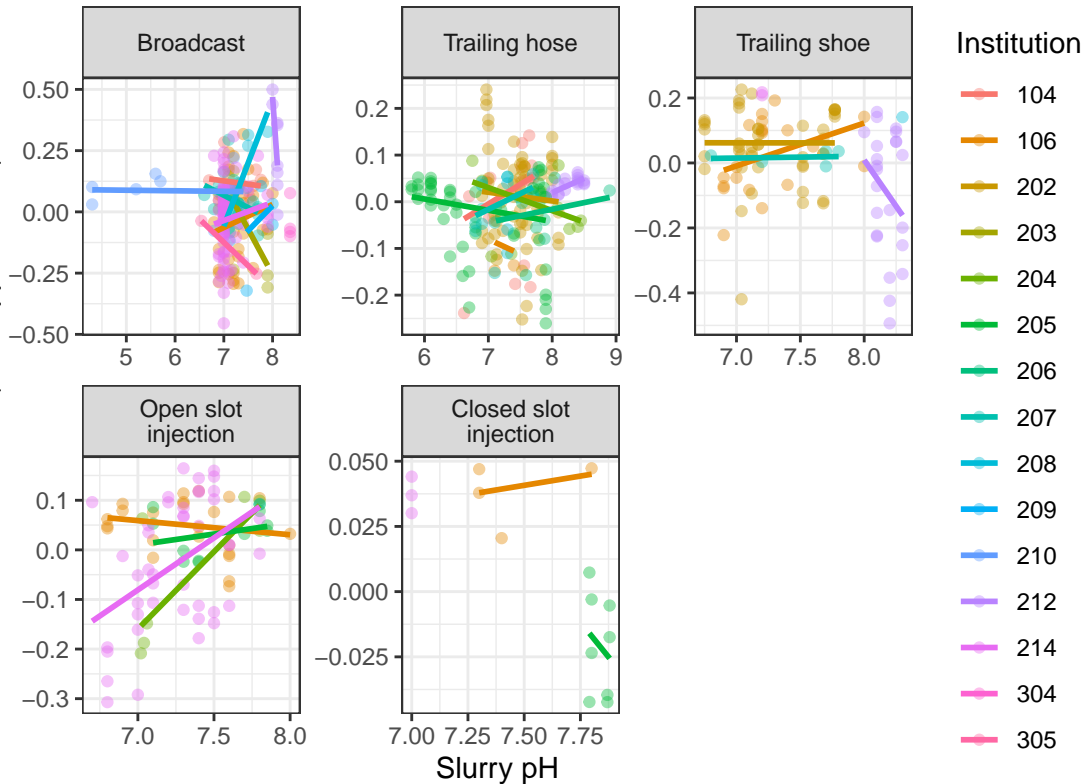 Broadcast
Trailing hose
Trailing shoe
0.50
0.25
0.00
−0.25
−0.50
5 6 7 8
0.2
0.1
0.0
−0.1
−0.2
6 7 8 9
0.2
0.0
−0.2
−0.4
7.0 7.5 8.0
Open slot
injection
Closed slot
injection
0.1
0.0
−0.1
−0.2
−0.3
7.0 7.5 8.0
0.050
0.025
0.000
−0.025
7.00 7.25 7.50 7.75
Slurry pH
Institution
104
106
202
203
204
205
206
207
208
209
210
212
214
304
305